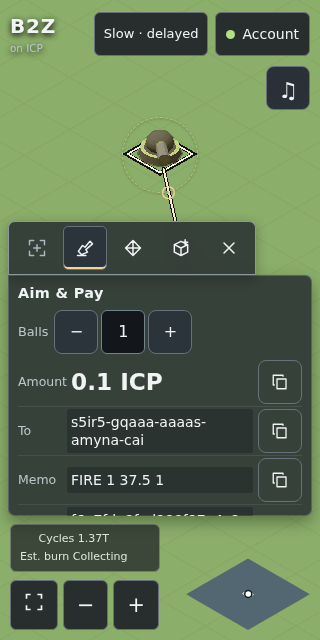 B2Z
on ICP
Slow · delayed
Account
Aim & Pay
Balls
−
1
+
Amount 0.1 ICP
To
s5ir5-gqaaa-aaaas-
amyna-cai
Memo
FIRE 1 37.5 1
Cycles 1.37T
Est. burn Collecting
−
+